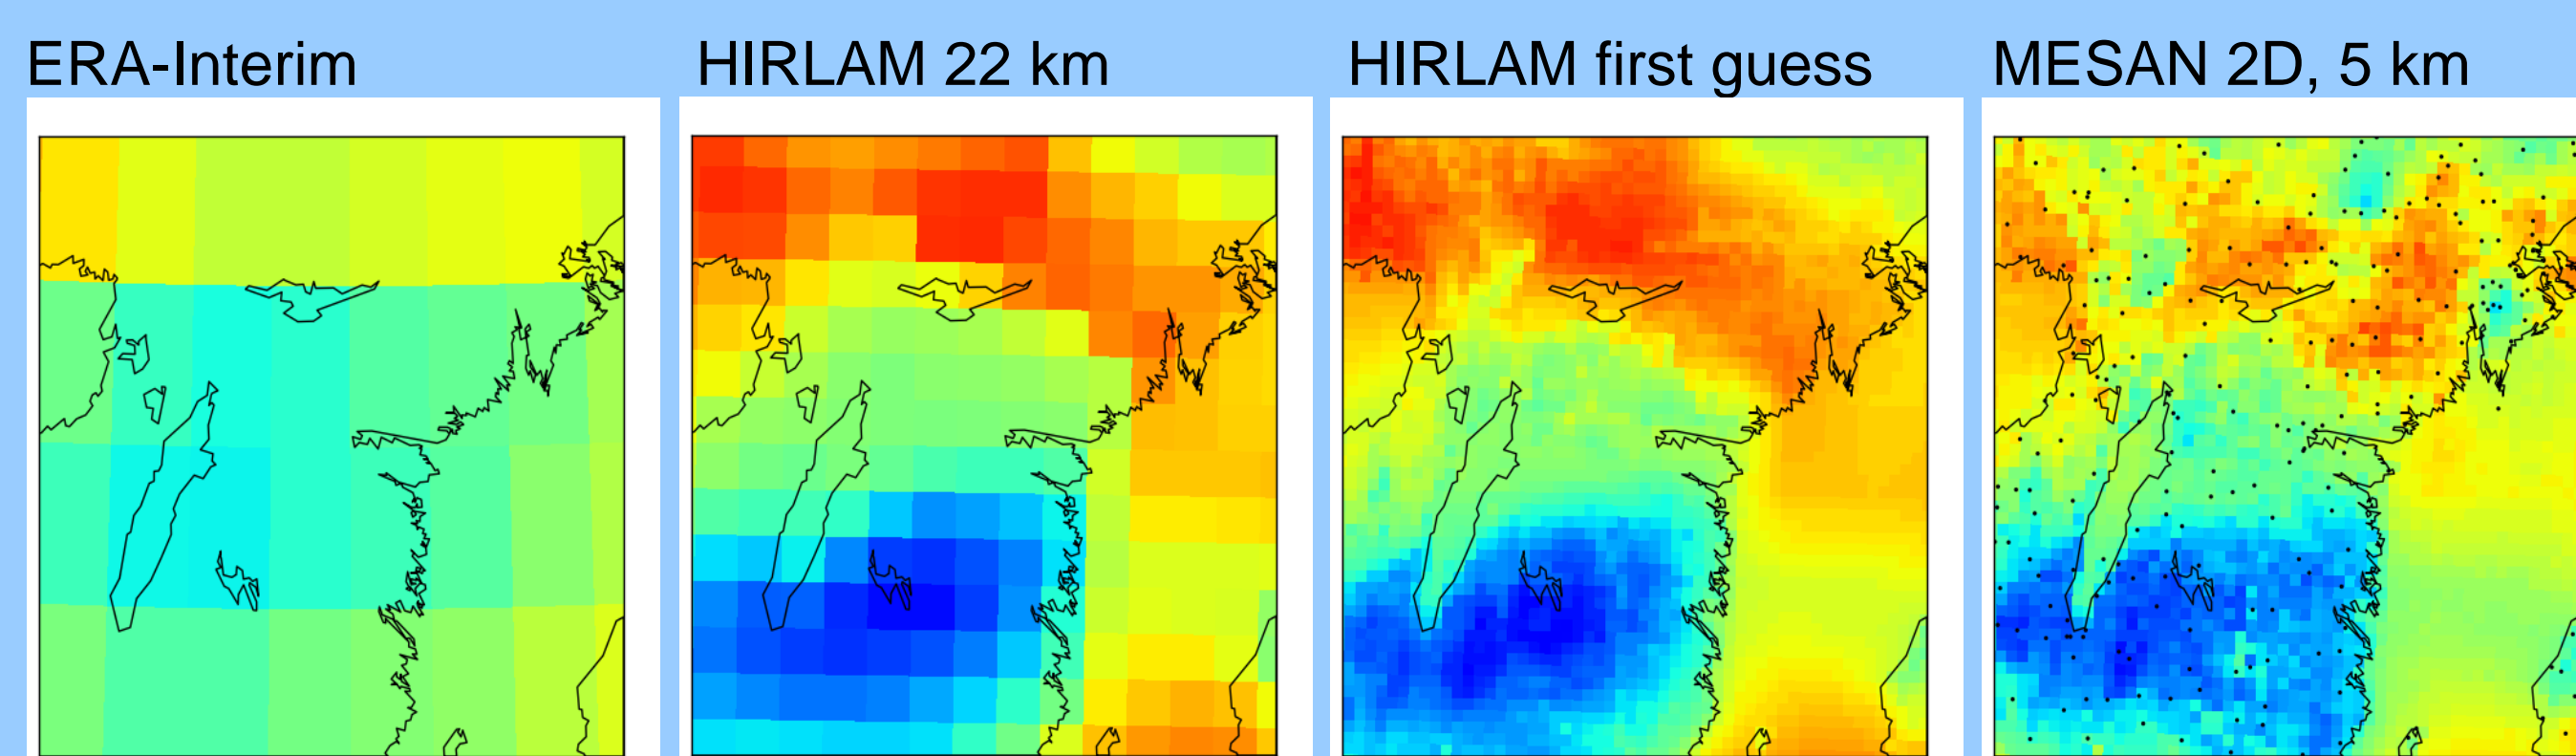 ERA-Interim
HIRLAM 22 km
HIRLAM first guess
MESAN 2D, 5 km